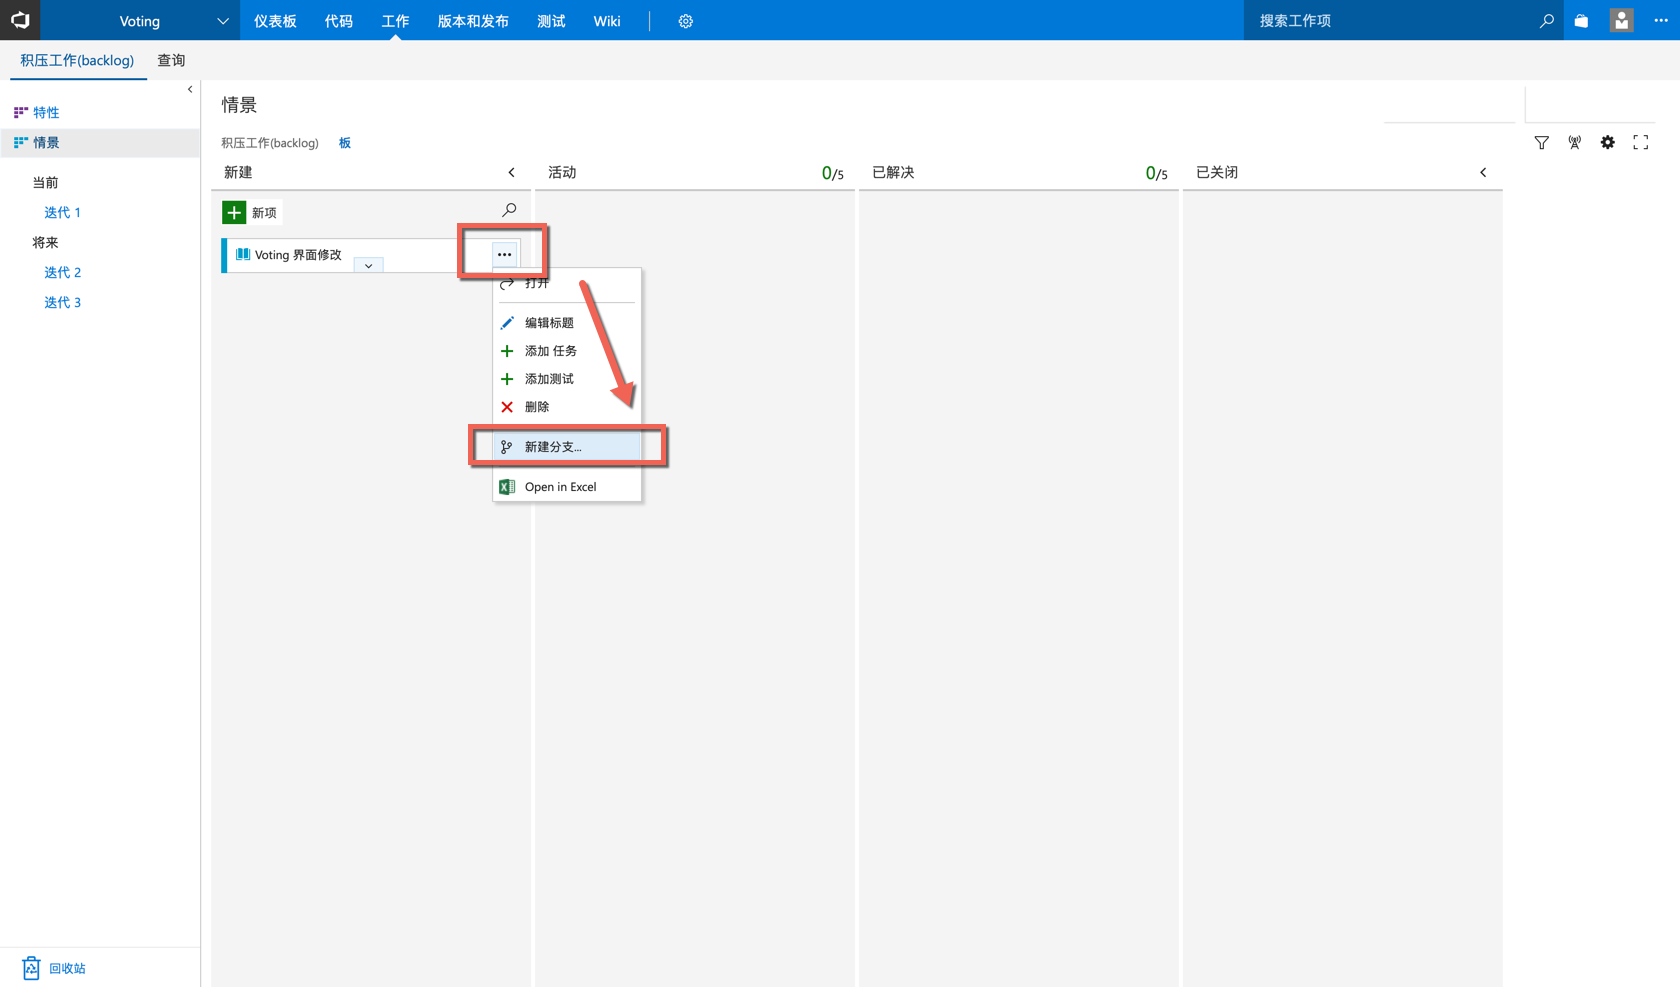 Voting 仪表板 代码 工作 版本和发布 测试 Wiki 搜索工作项
积压工作(backlog) 查询
特性
情景
当前
迭代 1
将来
迭代 2
迭代 3
回收站
情景
积压工作(backlog) 板
新建 活动 0/5 已解决 0/5 已关闭
新项
Voting 界面修改
打开
编辑标题
添加 任务
添加测试
删除
新建分支...
Open in Excel